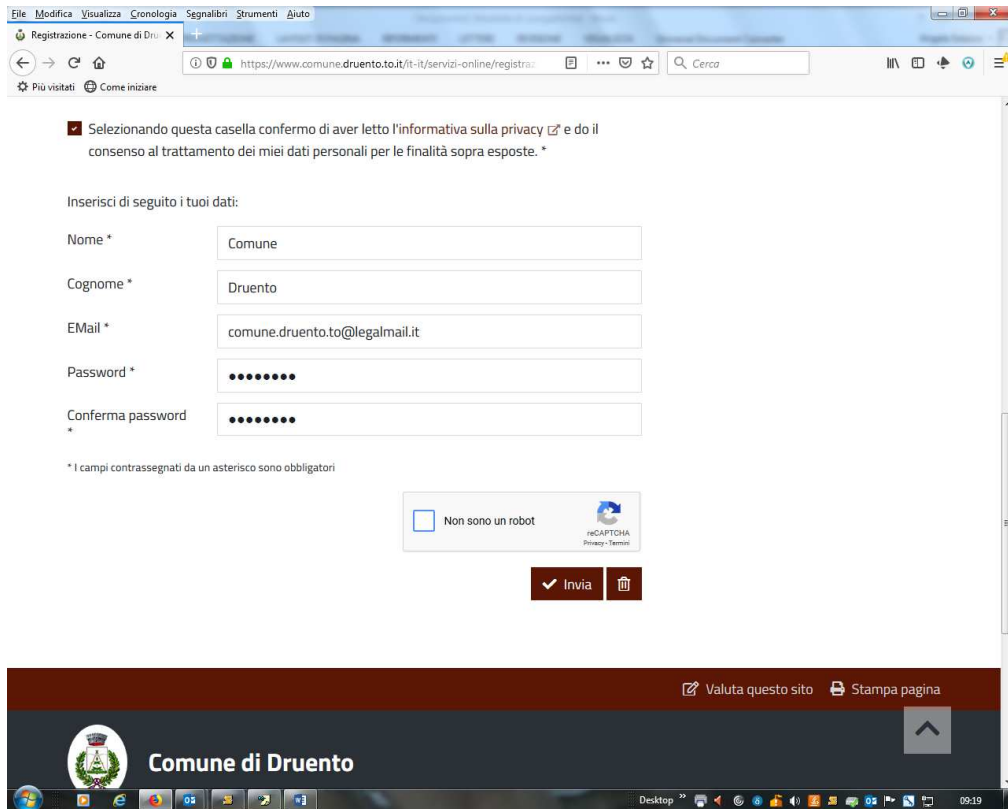 File Modifica Visualizza Cronologia Segnalibri Strumenti Aiuto
Registrazione - Comune di Dru
https://www.comune.druento.to.it/it-it/servizi-online/registra
Cerca
Più visitati Come iniziare
Selezionando questa casella confermo di aver letto l'informativa sulla privacy e do il
consenso al trattamento dei miei dati personali per le finalità sopra esposte. *
Inserisci di seguito i tuoi dati:
Nome * Comune
Cognome * Druento
EMail * comune.druento.to@legalmail.it
Password * ••••••••
Conferma password
* ••••••••
* I campi contrassegnati da un asterisco sono obbligatori
Non sono un robot
reCAPTCHA
Privacy - Termini
Invia
Valuta questo sito Stampa pagina
Comune di Druento
Desktop 09:19